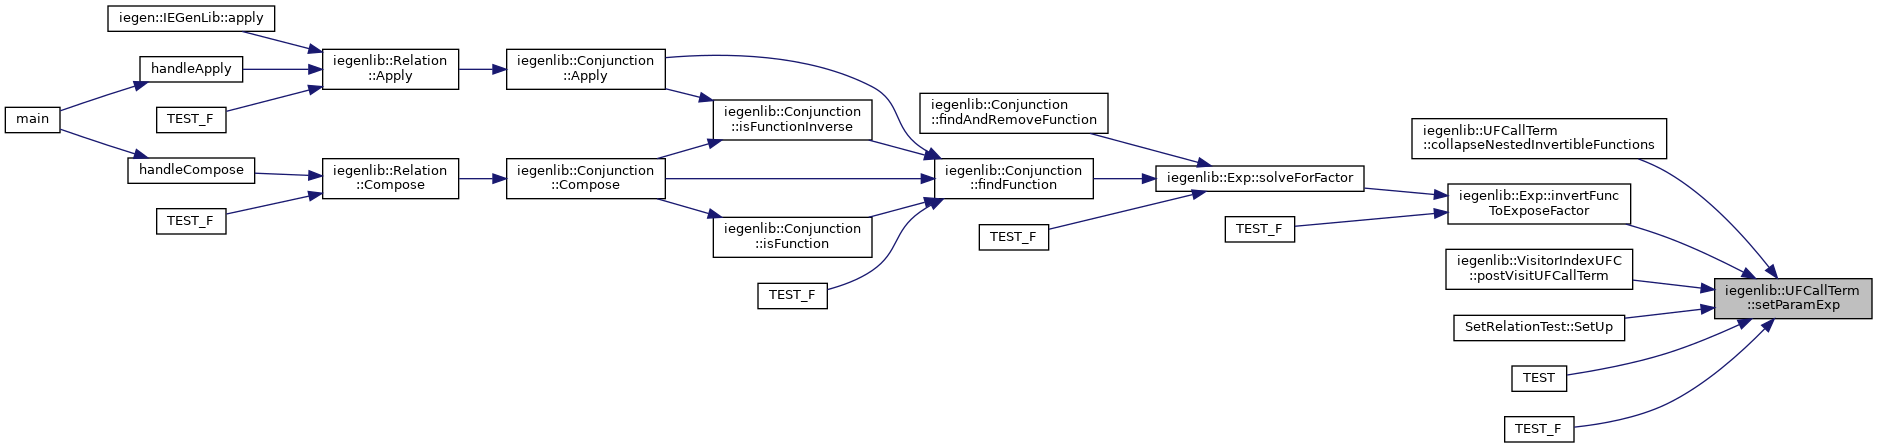 iegen::IEGenLib::apply
handleApply
TEST_F
main
handleCompose
TEST_F
iegenlib::Relation
::Apply
iegenlib::Relation
::Compose
iegenlib::Conjunction
::Apply
iegenlib::Conjunction
::Compose
iegenlib::Conjunction
::isFunctionInverse
iegenlib::Conjunction
::isFunction
TEST_F
iegenlib::Conjunction
::findAndRemoveFunction
iegenlib::Conjunction
::findFunction
TEST_F
iegenlib::Exp::solveForFactor
TEST_F
iegenlib::UFCallTerm
::collapseNestedInvertibleFunctions
iegenlib::Exp::invertFunc
ToExposeFactor
iegenlib::VisitorIndexUFC
::postVisitUFCallTerm
SetRelationTest::SetUp
TEST
TEST_F
iegenlib::UFCallTerm
::setParamExp